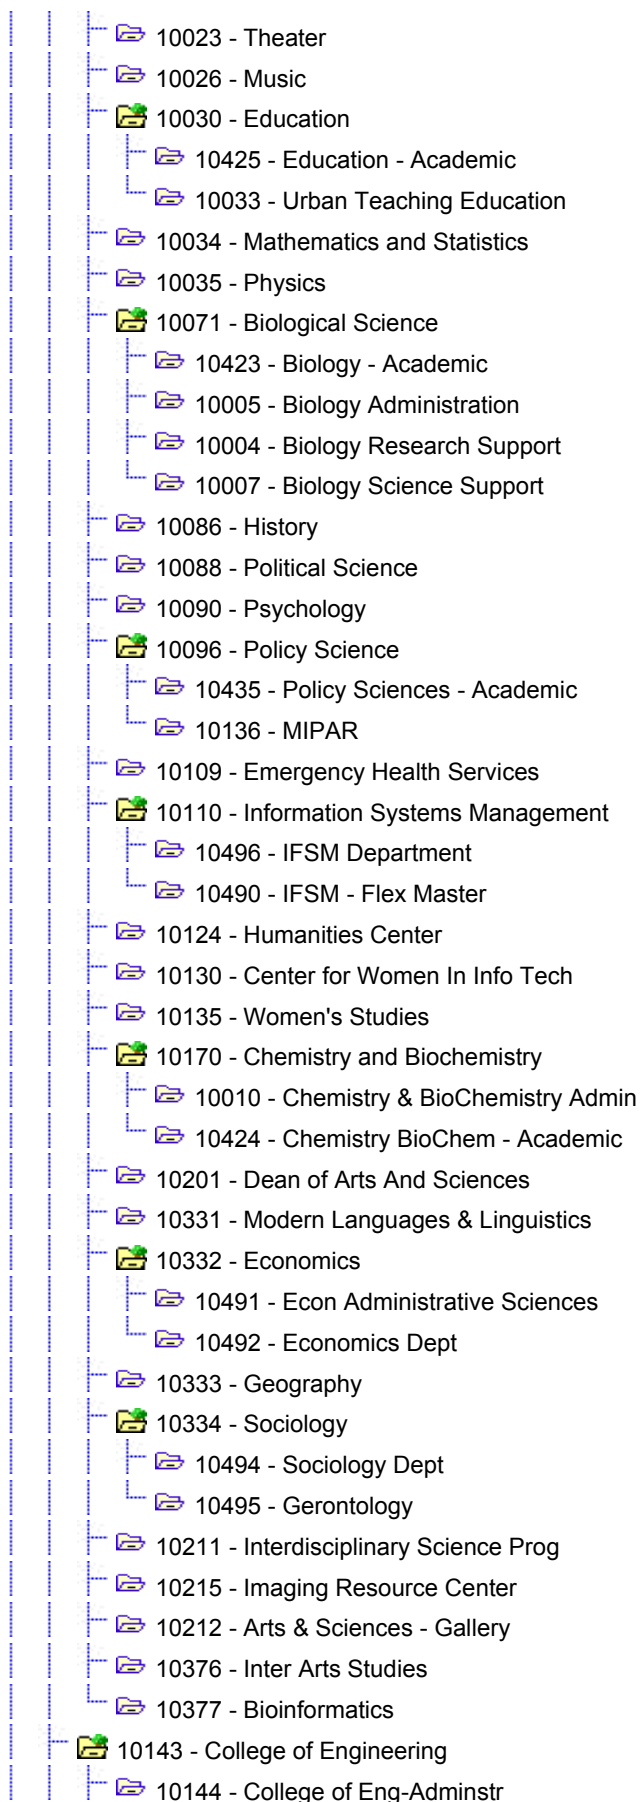 10023 - Theater
10026 - Music
10030 - Education
10425 - Education - Academic
10033 - Urban Teaching Education
10034 - Mathematics and Statistics
10035 - Physics
10071 - Biological Science
10423 - Biology - Academic
10005 - Biology Administration
10004 - Biology Research Support
10007 - Biology Science Support
10086 - History
10088 - Political Science
10090 - Psychology
10096 - Policy Science
10435 - Policy Sciences - Academic
10136 - MIPAR
10109 - Emergency Health Services
10110 - Information Systems Management
10496 - IFSM Department
10490 - IFSM - Flex Master
10124 - Humanities Center
10130 - Center for Women In Info Tech
10135 - Women's Studies
10170 - Chemistry and Biochemistry
10010 - Chemistry & BioChemistry Admin
10424 - Chemistry BioChem - Academic
10201 - Dean of Arts And Sciences
10331 - Modern Languages & Linguistics
10332 - Economics
10491 - Econ Administrative Sciences
10492 - Economics Dept
10333 - Geography
10334 - Sociology
10494 - Sociology Dept
10495 - Gerontology
10211 - Interdisciplinary Science Prog
10215 - Imaging Resource Center
10212 - Arts & Sciences - Gallery
10376 - Inter Arts Studies
10377 - Bioinformatics
10143 - College of Engineering
10144 - College of Eng-Adminstr